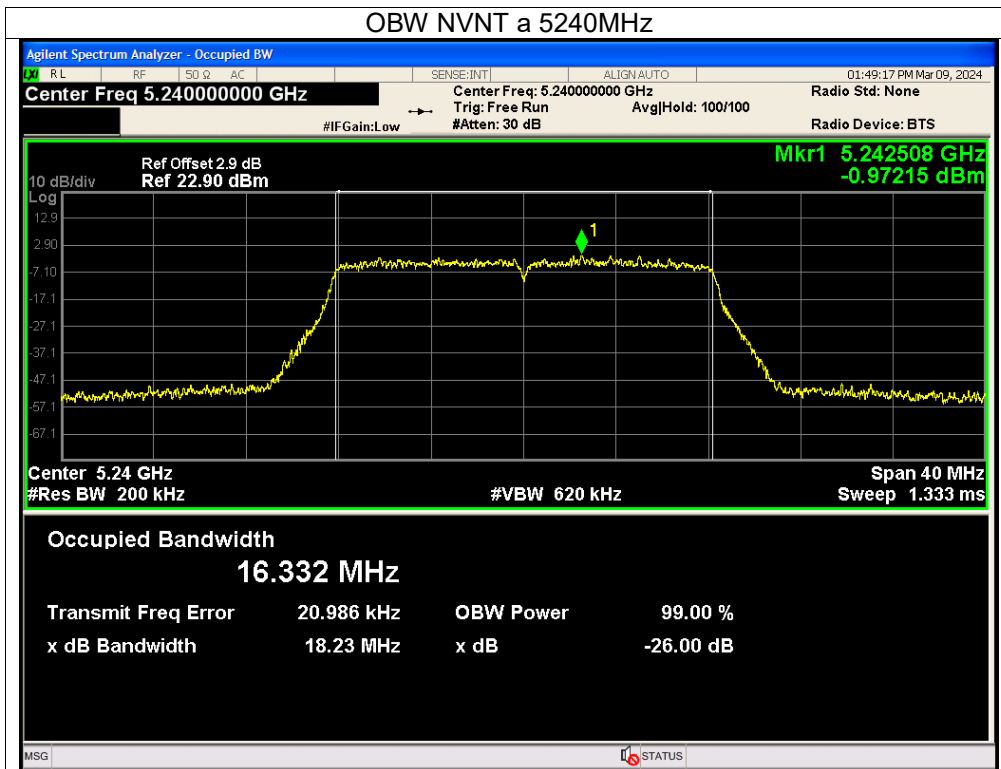 OBW NVNT a 5240MHz
Agilent Spectrum Analyzer - Occupied BW
LXI RL RF 50 Ω AC SENSE:INT ALIGN AUTO 01:49:17 PM Mar 09, 2024
Center Freq 5.240000000 GHz Center Freq: 5.240000000 GHz Radio Std: None
Trig: Free Run Avg|Hold: 100/100
#IFGain:Low #Atten: 30 dB Radio Device: BTS
Mkr1 5.242508 GHz
-0.97215 dBm
Ref Offset 2.9 dB
10 dB/div Ref 22.90 dBm
Log
12.9
2.90
-7.10
-17.1
-27.1
-37.1
-47.1
-57.1
-67.1
1
Center 5.24 GHz Span 40 MHz
#Res BW 200 kHz #VBW 620 kHz Sweep 1.333 ms
Occupied Bandwidth
16.332 MHz
Transmit Freq Error 20.986 kHz OBW Power 99.00 %
x dB Bandwidth 18.23 MHz x dB -26.00 dB
MSG STATUS